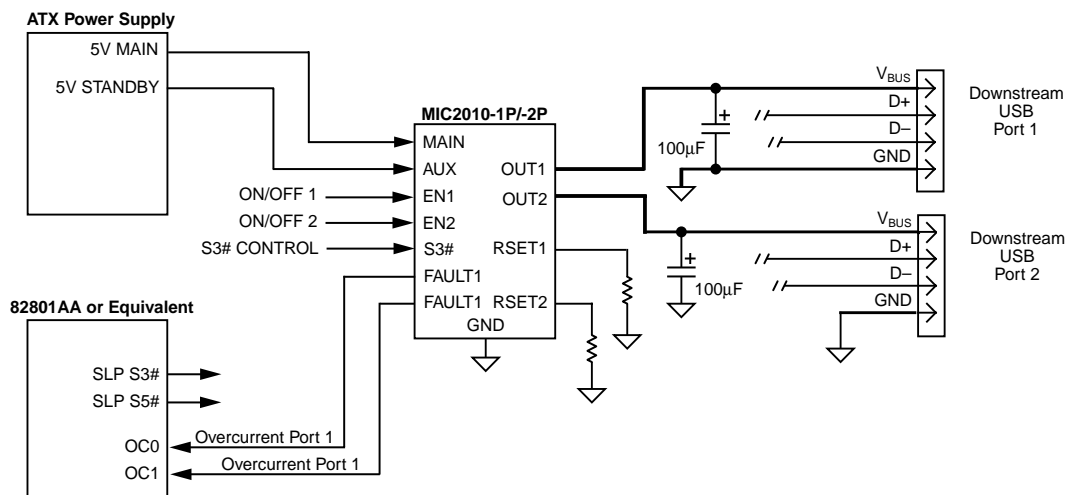 ATX Power Supply
5V MAIN
5V STANDBY
MIC2010-1P/-2P
MAIN
AUX
EN1
EN2
S3#
FAULT1
FAULT1
OUT1
OUT2
RSET1
RSET2
GND
ON/OFF 1
ON/OFF 2
S3# CONTROL
82801AA or Equivalent
SLP S3#
SLP S5#
OC0
OC1
Overcurrent Port 1
Overcurrent Port 1
+
100μF
VBUS
D+
D–
GND
Downstream
USB
Port 1
+
100μF
VBUS
D+
D–
GND
Downstream
USB
Port 2